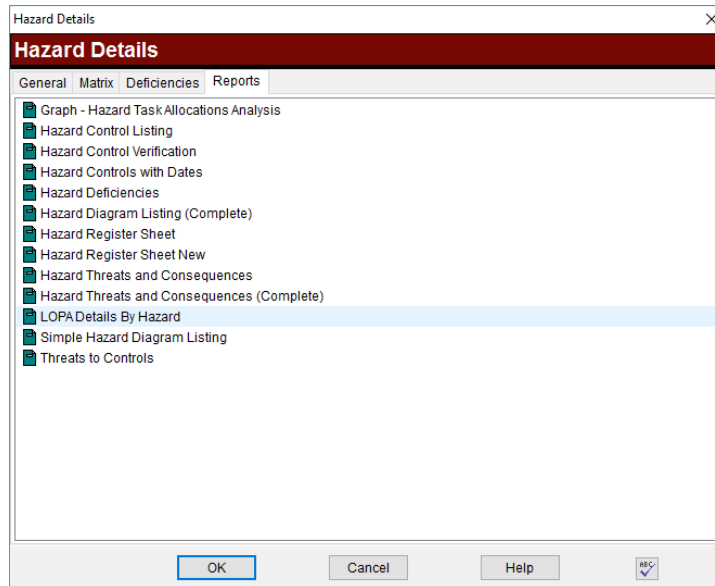 Hazard Details
Hazard Details
General Matrix Deficiencies Reports
Graph - Hazard Task Allocations Analysis
Hazard Control Listing
Hazard Control Verification
Hazard Controls with Dates
Hazard Deficiencies
Hazard Diagram Listing (Complete)
Hazard Register Sheet
Hazard Register Sheet New
Hazard Threats and Consequences
Hazard Threats and Consequences (Complete)
LOPA Details By Hazard
Simple Hazard Diagram Listing
Threats to Controls
OK Cancel Help ABC